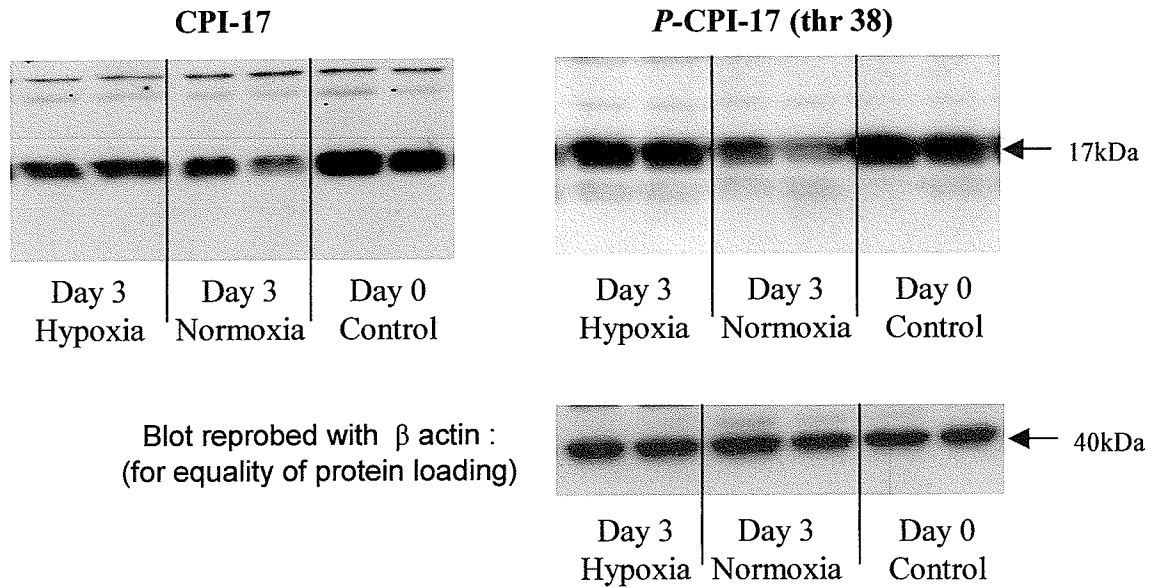 CPI-17
P-CPI-17 (thr 38)
17kDa
Day 3 Day 3 Day 0
Hypoxia Normoxia Control
Day 3 Day 3 Day 0
Hypoxia Normoxia Control
Blot reprobed with β actin :
(for equality of protein loading)
40kDa
Day 3 Day 3 Day 0
Hypoxia Normoxia Control